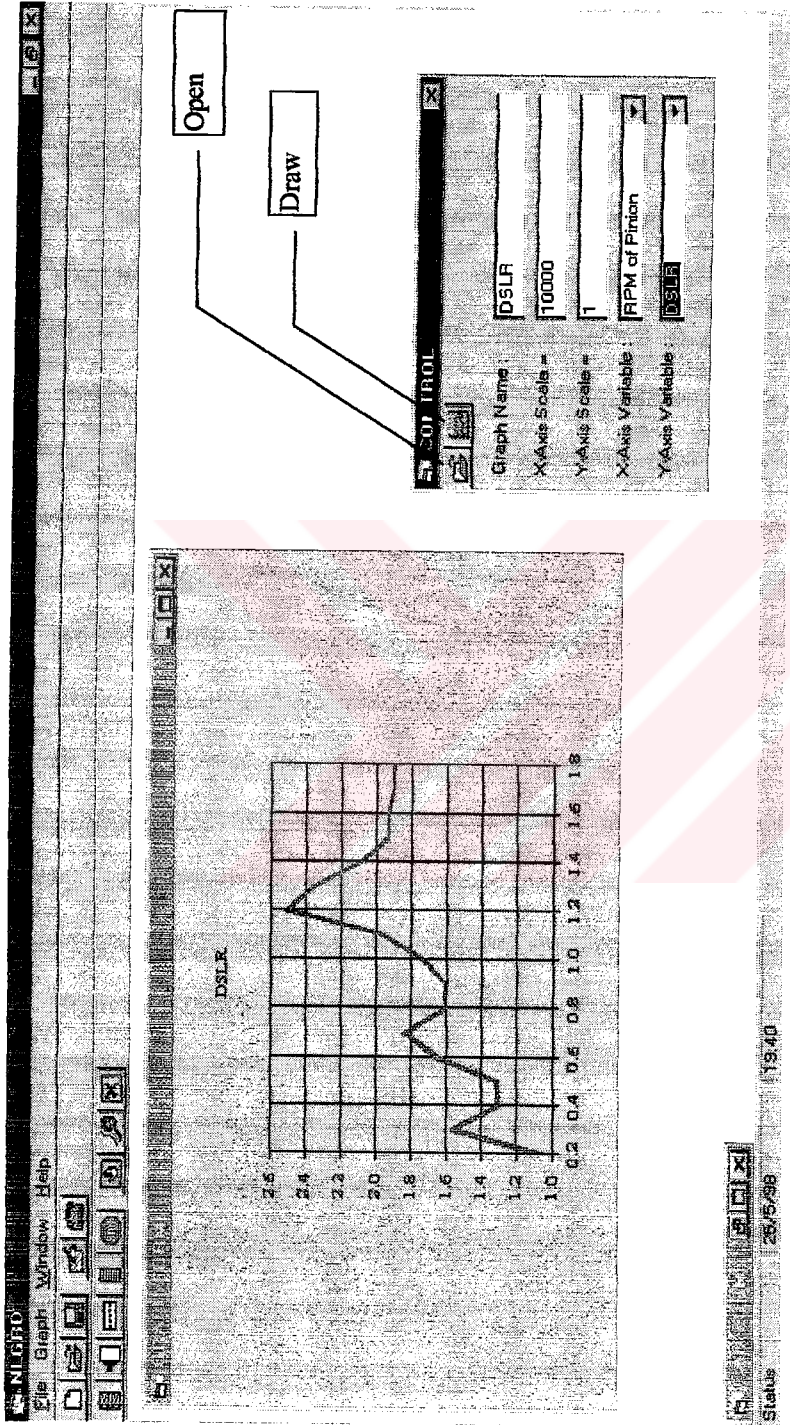 File Graph Window Help
Open
Draw
DSLR
2.6
2.4
2.2
2.0
1.8
1.6
1.4
1.2
1.0
0.2 0.4 0.6 0.8 1.0 1.2 1.4 1.6 1.8
CONTROL
Graph Name : DSLR
X-Axis Scale = 10000
Y-Axis Scale = 1
X-Axis Variable : RPM of Pinion
Y-Axis Variable : DSLR
Status 25/5/98 19:40